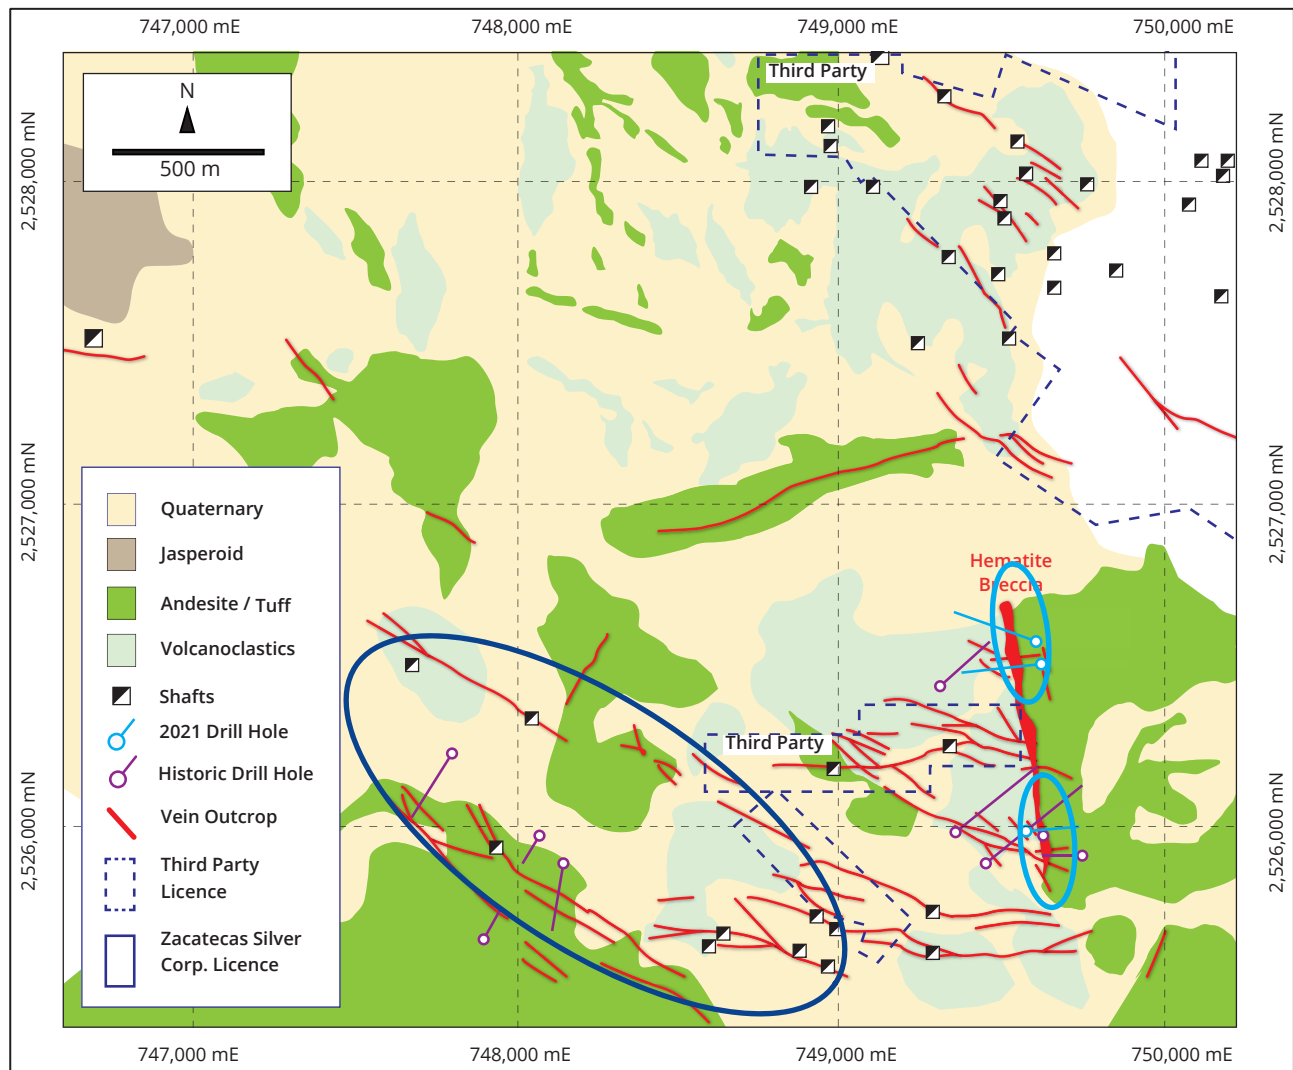 747,000 mE
748,000 mE
749,000 mE
750,000 mE
N
500 m
Third Party
2,528,000 mN
2,528,000 mN
2,527,000 mN
2,527,000 mN
Quaternary
Jasperoid
Andesite / Tuff
Volcanoclastics
Shafts
2021 Drill Hole
Historic Drill Hole
Vein Outcrop
Third Party
Licence
Zacatecas Silver
Corp. Licence
Hematite
Breccia
Third Party
2,526,000 mN
2,526,000 mN
747,000 mE
748,000 mE
749,000 mE
750,000 mE